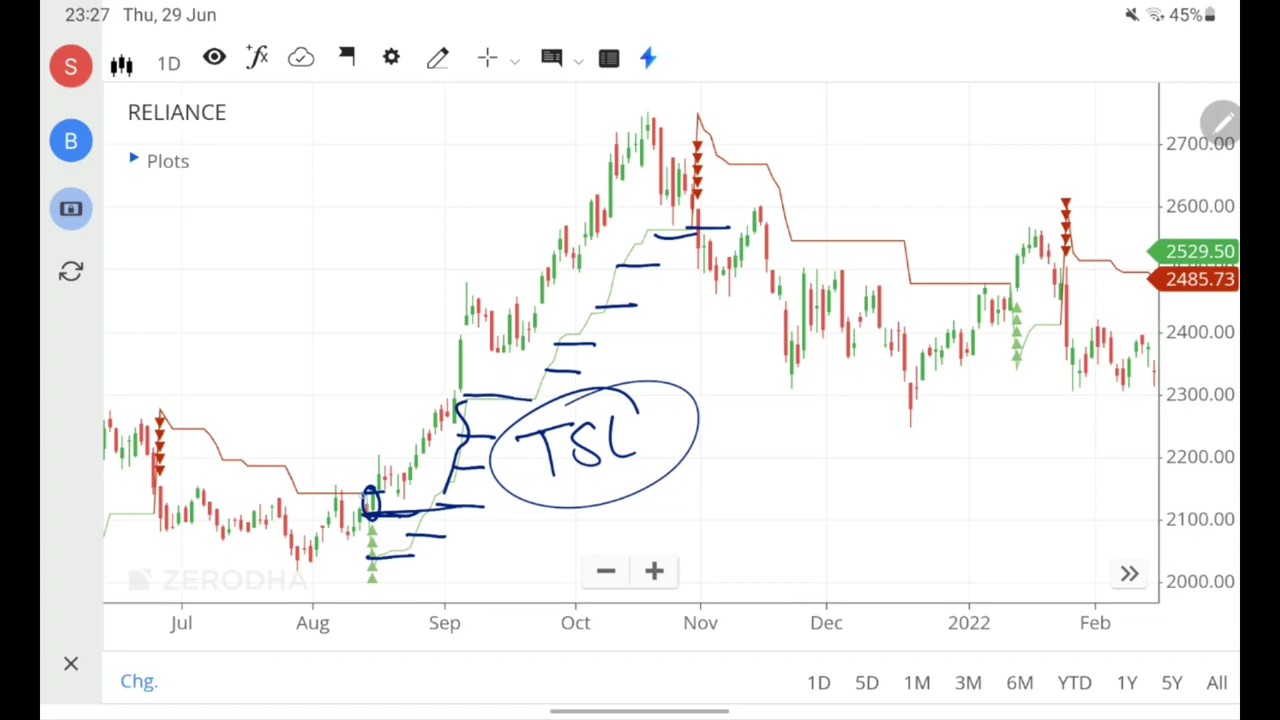 23:27 Thu, 29 Jun 45%
S
1D
RELIANCE
B
Plots
2700.00
2600.00
2529.50
2485.73
2400.00
2300.00
TSL
2200.00
2100.00
2000.00
ZERODHA
Jul Aug Sep Oct Nov Dec 2022 Feb
Chg. 1D 5D 1M 3M 6M YTD 1Y 5Y All